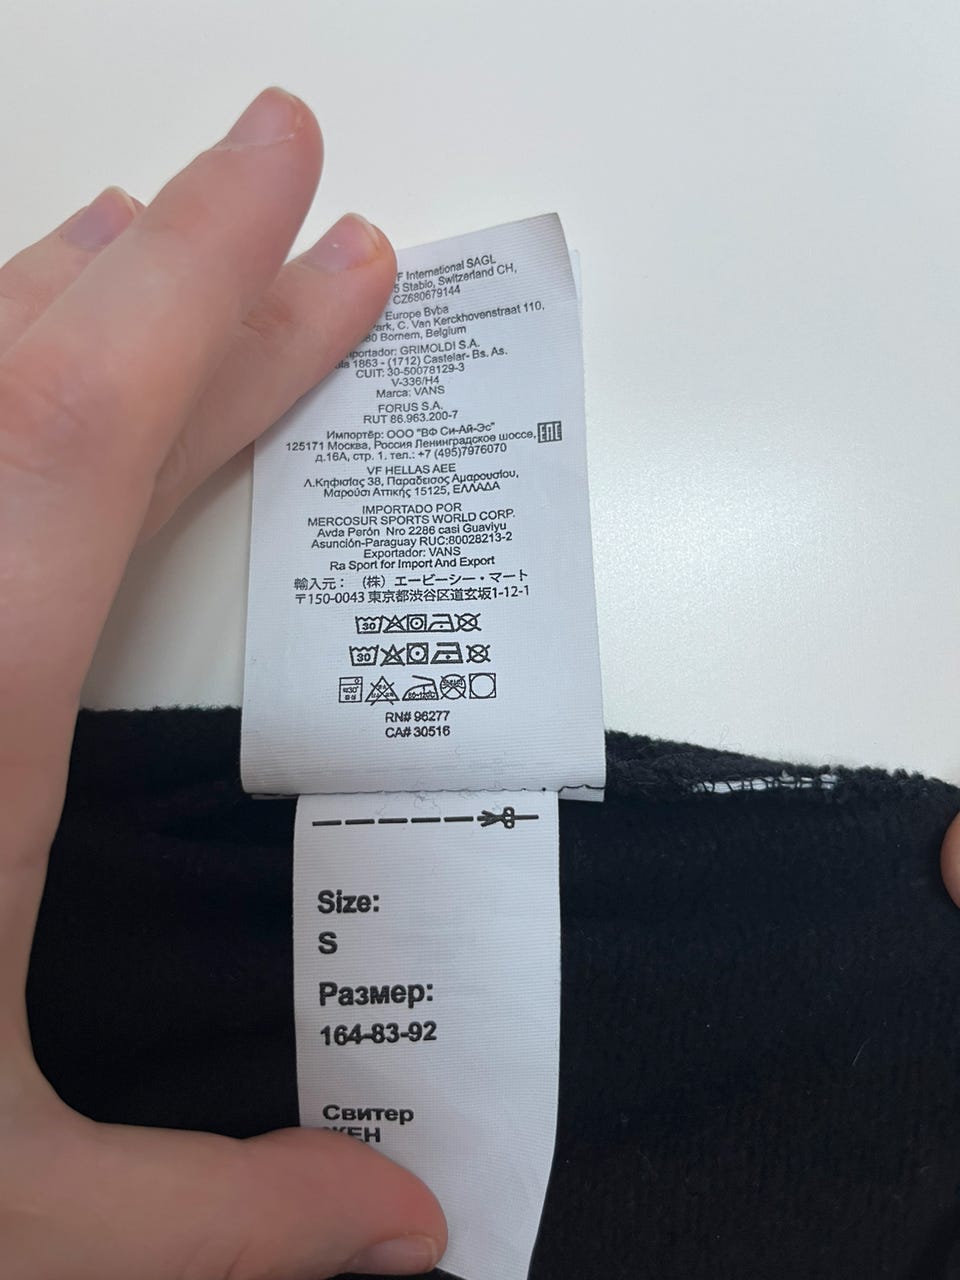 F International SAGL
5 Stabio, Switzerland CH,
CZ680679144
Europe Bvba
ark, C. Van Kerckhovenstraat 110,
80 Bornem, Belgium
portador: GRIMOLDI S.A.
1863 - (1712) Castelar- Bs. As.
CUIT: 30-50078129-3
V-336/H4
Marca: VANS
FORUS S.A.
RUT 86.963.200-7
Импортёр: ООО "ВФ Си-Ай-Эс"
125171 Москва, Россия Ленинградское шоссе, EAC
д.16А, стр. 1. тел.: +7 (495)7976070
VF HELLAS AEE
Λ.Κηφισίας 38, Παράδεισος Αμαρουσίου,
Μαρούσι Αττικής 15125, ΕΛΛΑΔΑ
IMPORTADO POR
MERCOSUR SPORTS WORLD CORP.
Avda Perón Nro 2286 casi Guaviyu
Asunción-Paraguay RUC:80028213-2
Exportador: VANS
Ra Sport for Import And Export
輸入元： （株）エービーシー・マート
〒150-0043 東京都渋谷区道玄坂1-12-1
30
30
RN# 96277
CA# 30516
Size:
S
Размер:
164-83-92
Свитер
ЖЕН